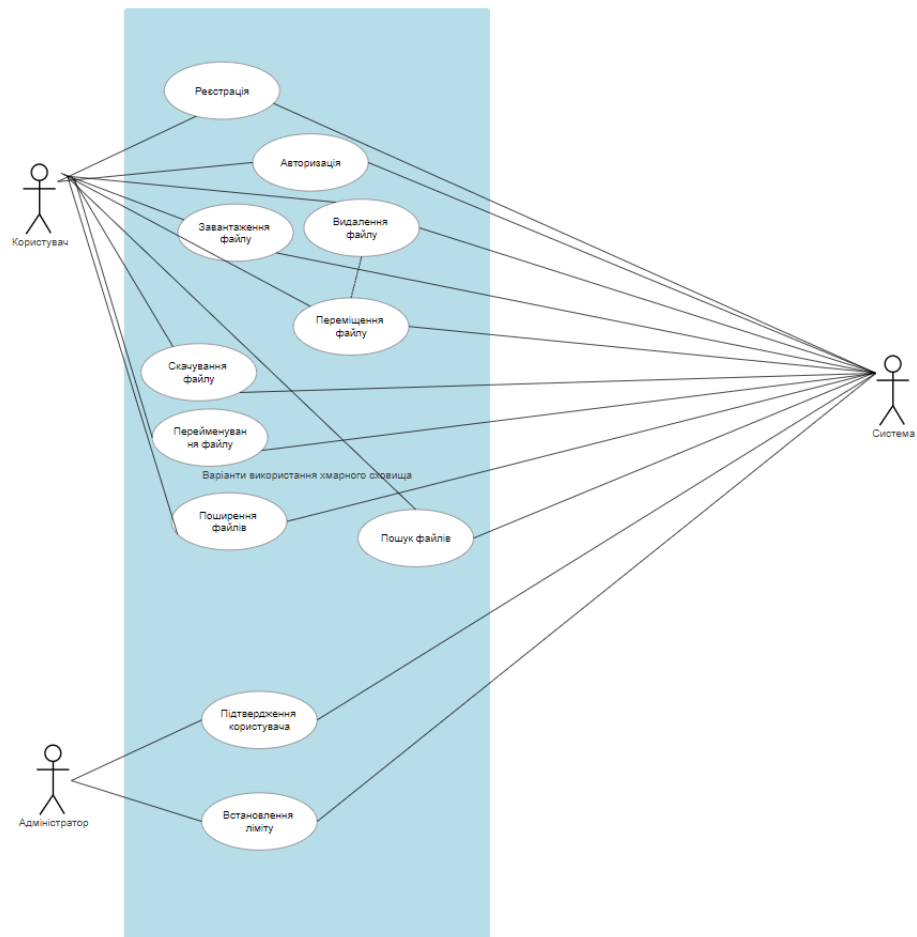 Реєстрація
Авторизація
Користувач
Завантаження
файлу
Видалення
файлу
Переміщення
файлу
Скачування
файлу
Система
Перейменуван
ня файлу
Варіанти використання хмарного сховища
Поширення
файлів
Пошук файлів
Підтвердження
користувача
Адміністратор
Встановлення
ліміту